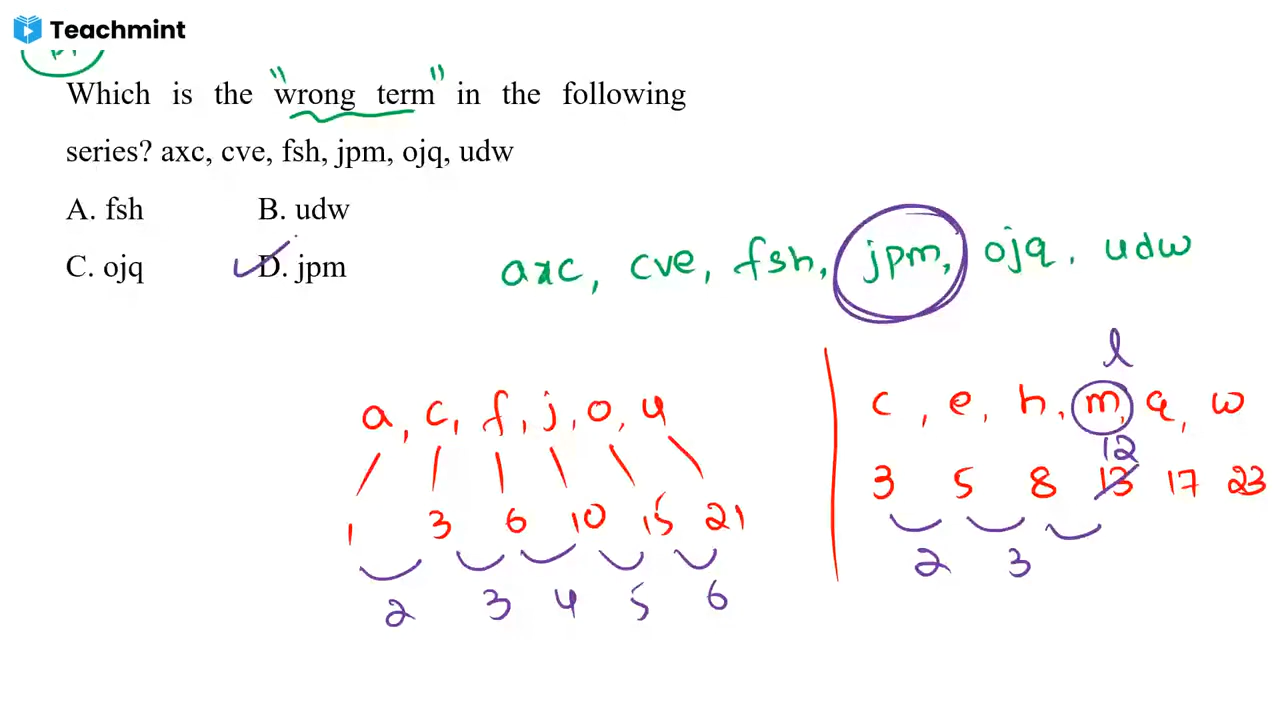 Teachmint
Which is the "wrong term" in the following
series? axc, cve, fsh, jpm, ojq, udw
A. fsh B. udw
C. ojq D. jpm
axc, cve, fsh, jpm, ojq, udw
a, c, f, j, o, u
1 3 6 10 15 21
2 3 4 5 6
l
c, e, h, m, q, w
12
3 5 8 13 17 23
2 3